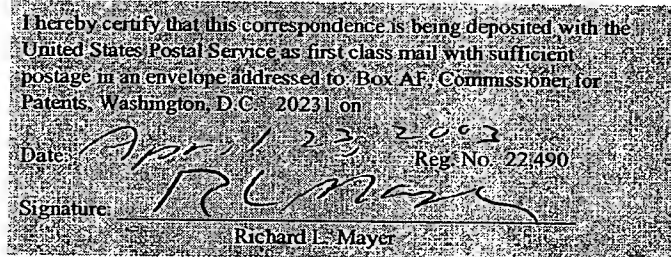 I hereby certify that this correspondence is being deposited with the
United States Postal Service as first class mail with sufficient
postage in an envelope addressed to: Box AF, Commissioner for
Patents, Washington, D.C. 20231 on
Date: April 23, 2003 Reg. No. 22,490
Signature: RL Mayer
Richard L. Mayer